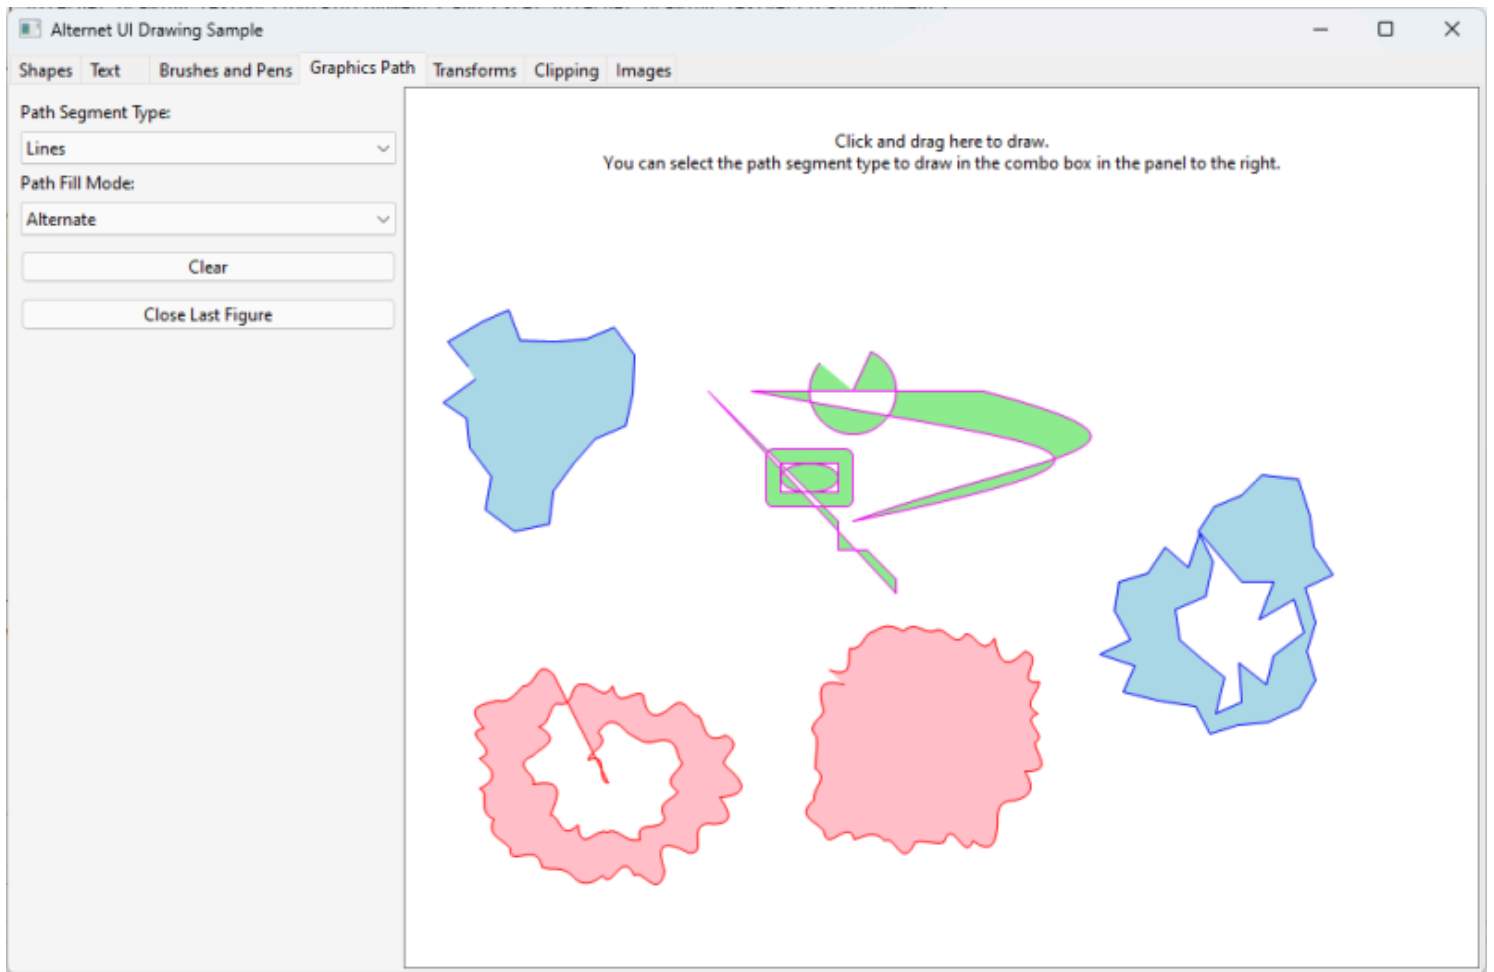 Alternet UI Drawing Sample
Shapes Text Brushes and Pens Graphics Path Transforms Clipping Images
Path Segment Type:
Lines
Path Fill Mode:
Alternate
Clear
Close Last Figure
Click and drag here to draw.
You can select the path segment type to draw in the combo box in the panel to the right.